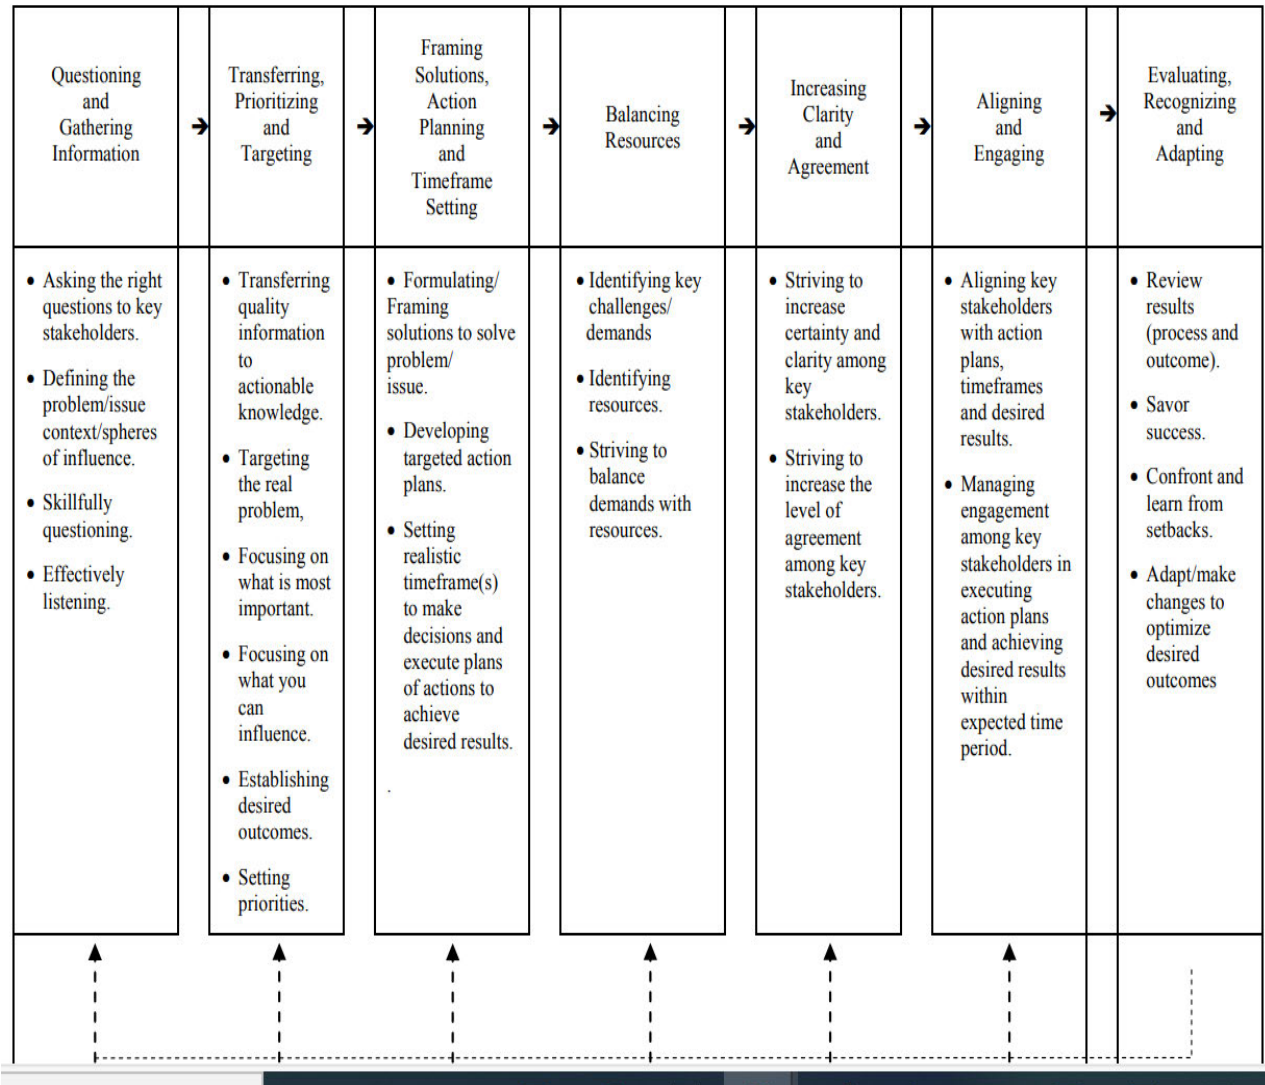 Questioning
and
Gathering
Information
Transferring,
Prioritizing
and
Targeting
Framing
Solutions,
Action
Planning
and
Timeframe
Setting
Balancing
Resources
Increasing
Clarity
and
Agreement
Aligning
and
Engaging
Evaluating,
Recognizing
and
Adapting
• Asking the right
questions to key
stakeholders.
• Defining the
problem/issue
context/spheres
of influence.
• Skillfully
questioning.
• Effectively
listening.
• Transferring
quality
information
to
actionable
knowledge.
• Targeting
the real
problem,
• Focusing on
what is most
important.
• Focusing on
what you
can
influence.
• Establishing
desired
outcomes.
• Setting
priorities.
• Formulating/
Framing
solutions to solve
problem/
issue.
• Developing
targeted action
plans.
• Setting
realistic
timeframe(s)
to make
decisions and
execute plans
of actions to
achieve
desired results.
.
• Identifying key
challenges/
demands
• Identifying
resources.
• Striving to
balance
demands with
resources.
• Striving to
increase
certainty and
clarity among
key
stakeholders.
• Striving to
increase the
level of
agreement
among key
stakeholders.
• Aligning key
stakeholders
with action
plans,
timeframes
and desired
results.
• Managing
engagement
among key
stakeholders in
executing
action plans
and achieving
desired results
within
expected time
period.
• Review
results
(process and
outcome).
• Savor
success.
• Confront and
learn from
setbacks.
• Adapt/make
changes to
optimize
desired
outcomes